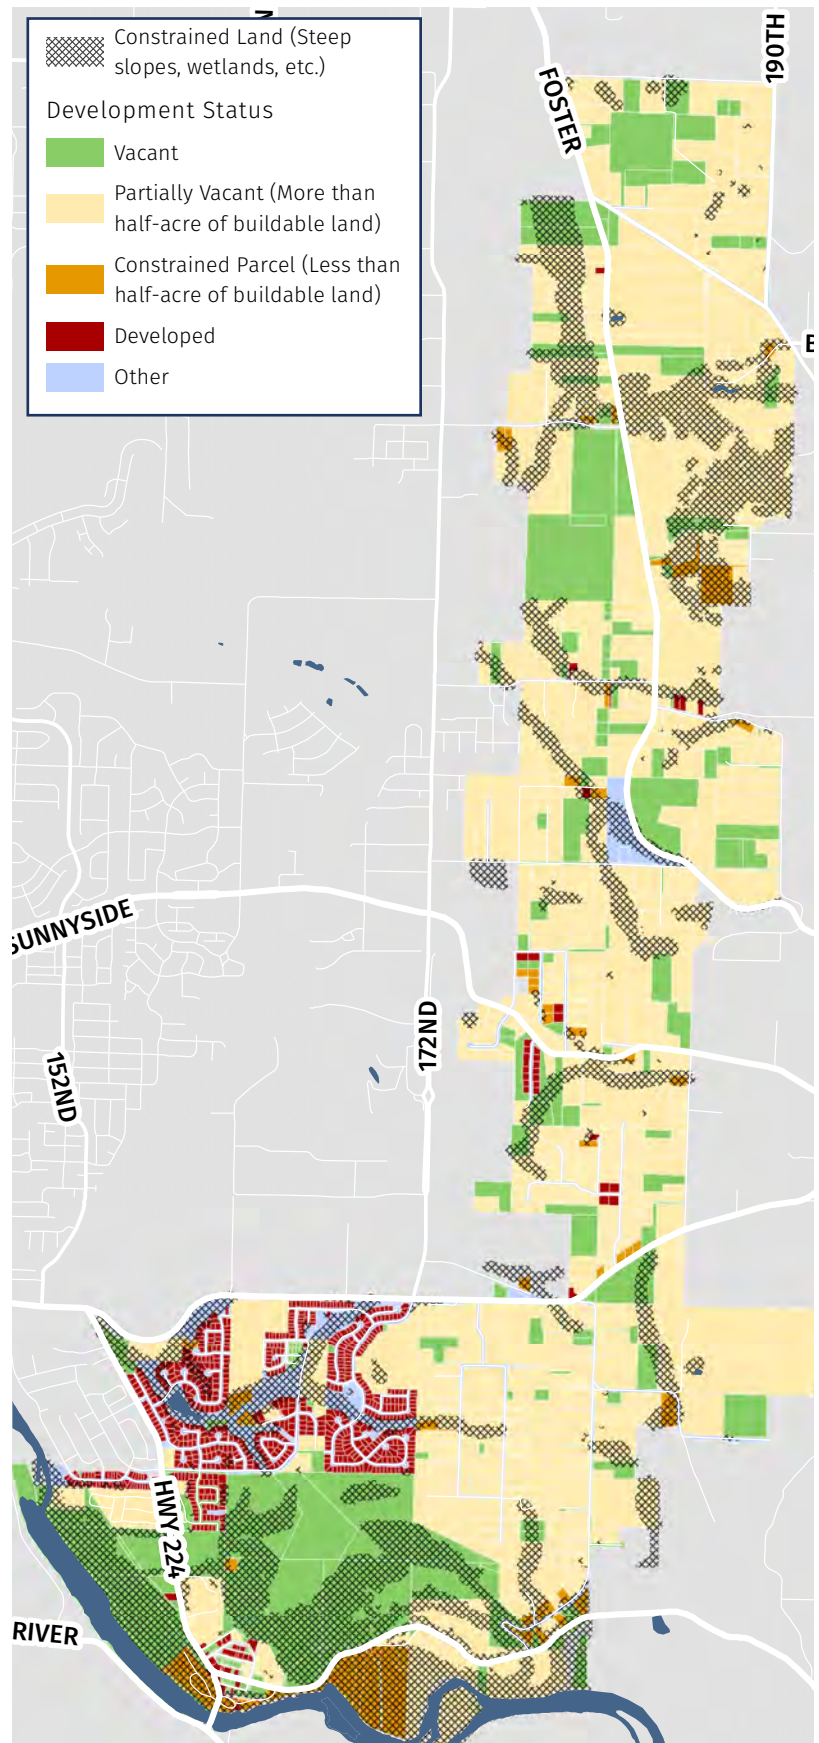 N
Constrained Land (Steep
slopes, wetlands, etc.)
Development Status
Vacant
Partially Vacant (More than
half-acre of buildable land)
Constrained Parcel (Less than
half-acre of buildable land)
Developed
Other
FOSTER
190TH
SUNNYSIDE
172ND
152ND
HWY 224
RIVER